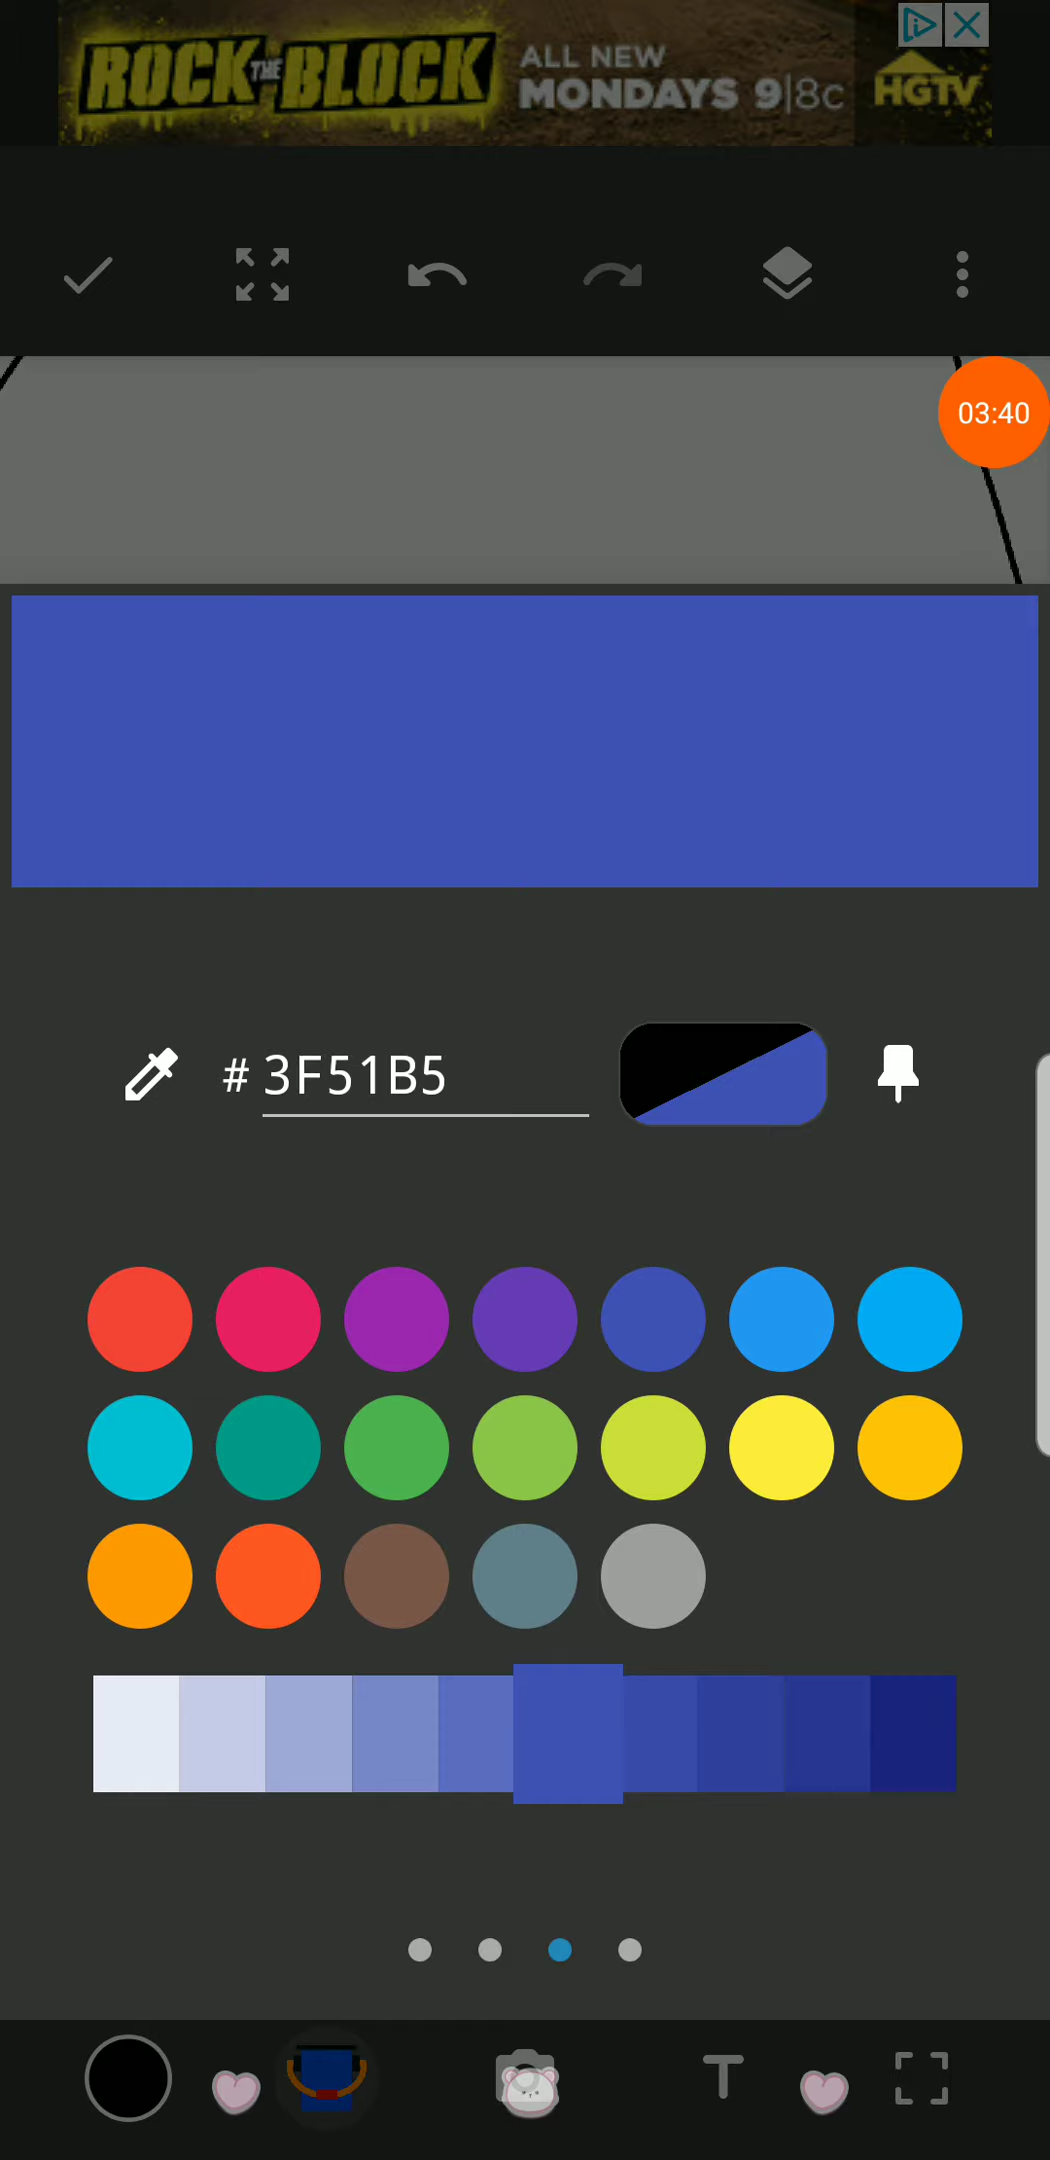 ROCK THE BLOCK
ALL NEW
MONDAYS 9|8c
HGTV
03:40
# 3F51B5
T